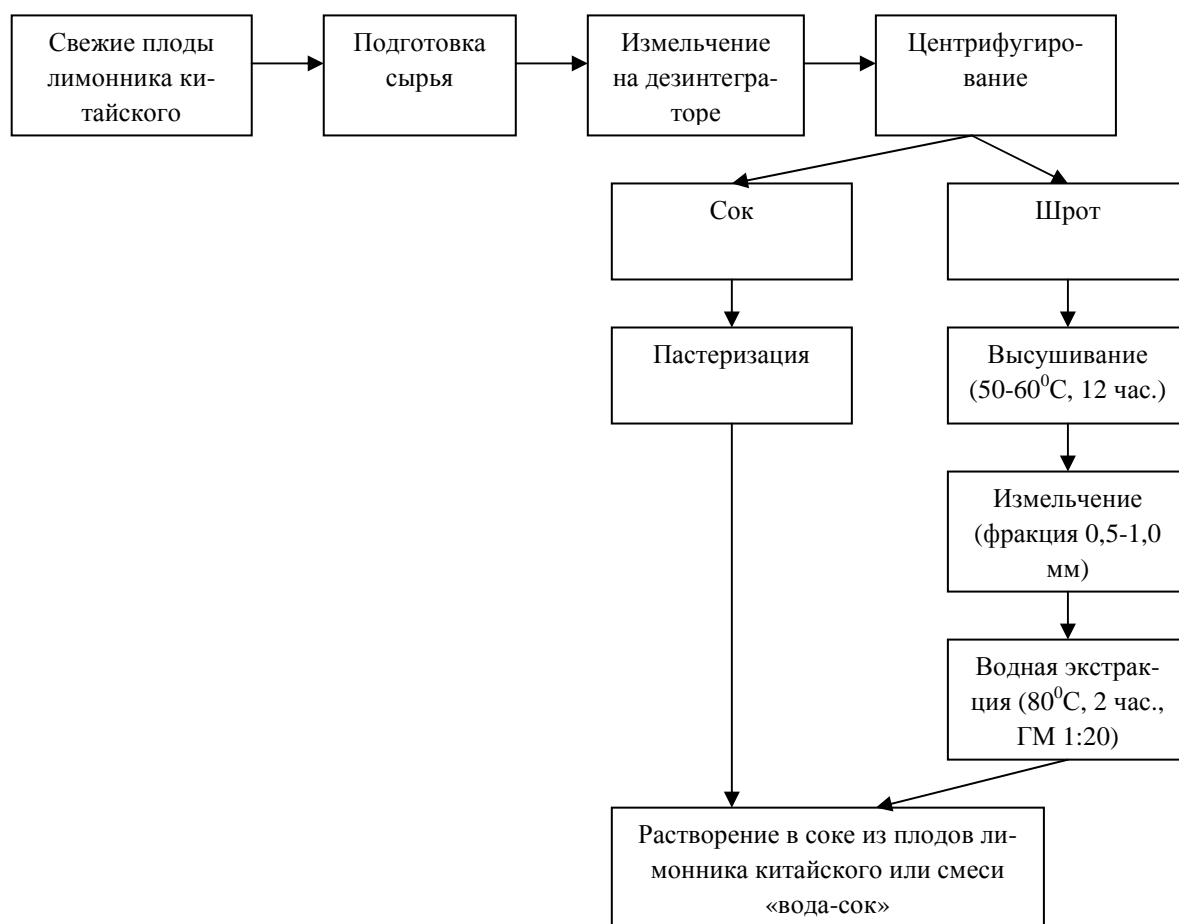 Свежие плоды
лимонника ки-
тайского
Подготовка
сырья
Измельчение
на дезинтегра-
торе
Центрифугиро-
вание
Сок
Шрот
Пастеризация
Высушивание
(50-60⁰С, 12 час.)
Измельчение
(фракция 0,5-1,0
мм)
Водная экстрак-
ция (80⁰С, 2 час.,
ГМ 1:20)
Растворение в соке из плодов ли-
монника китайского или смеси
«вода-сок»